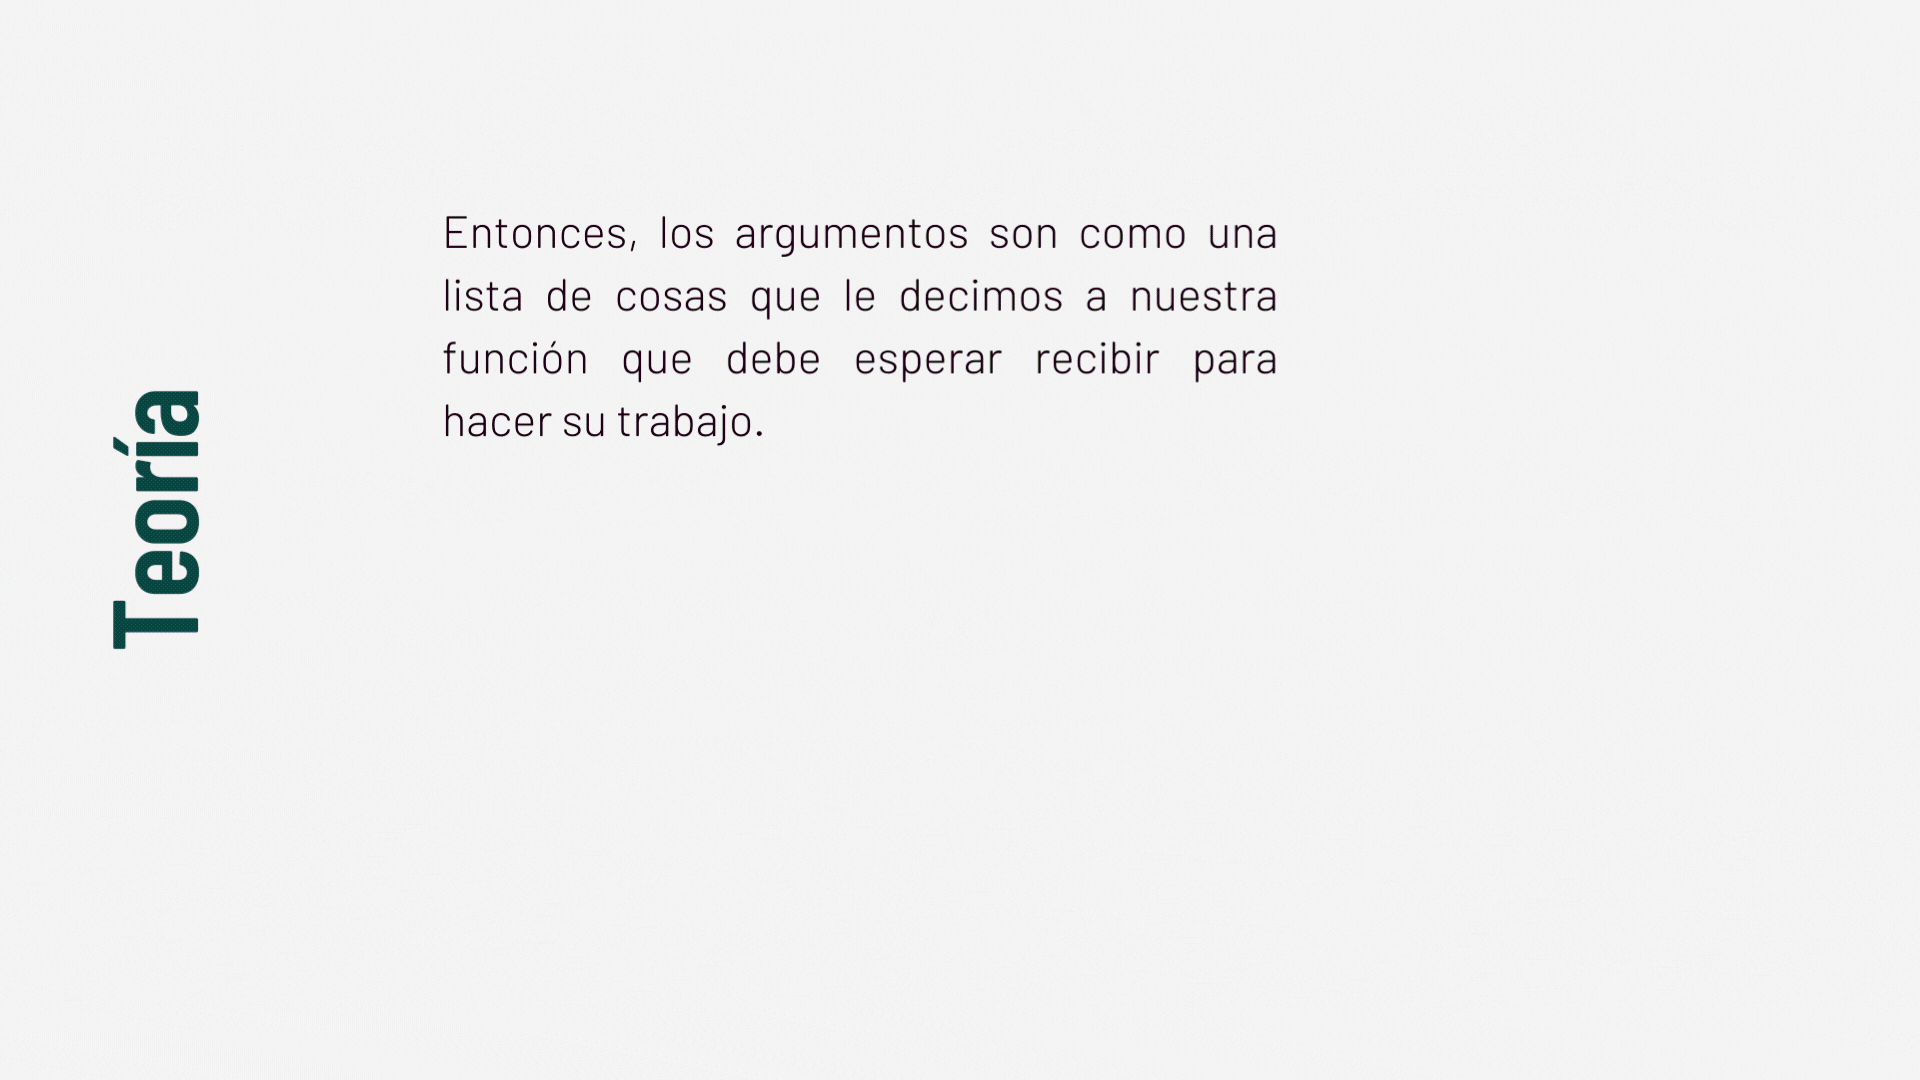 Teoría
Entonces, los argumentos son como una
lista de cosas que le decimos a nuestra
función que debe esperar recibir para
hacer su trabajo.